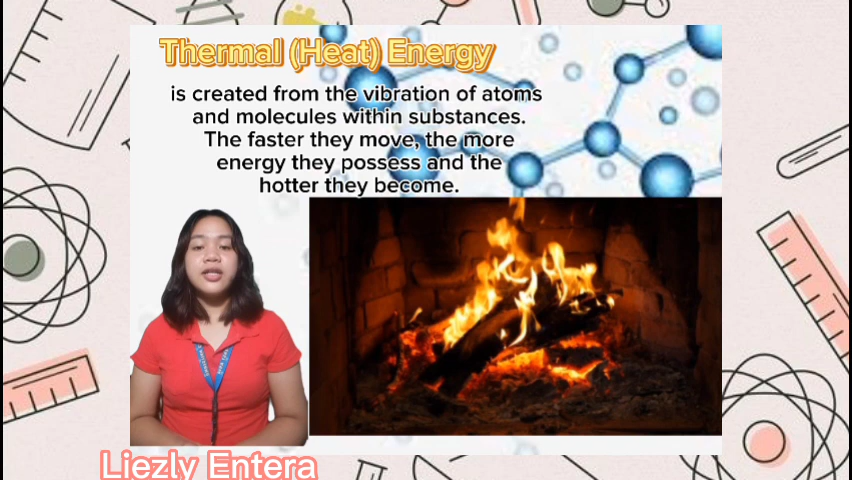 Thermal (Heat) Energy
is created from the vibration of atoms
and molecules within substances.
The faster they move, the more
energy they possess and the
hotter they become.
Liezly Entera